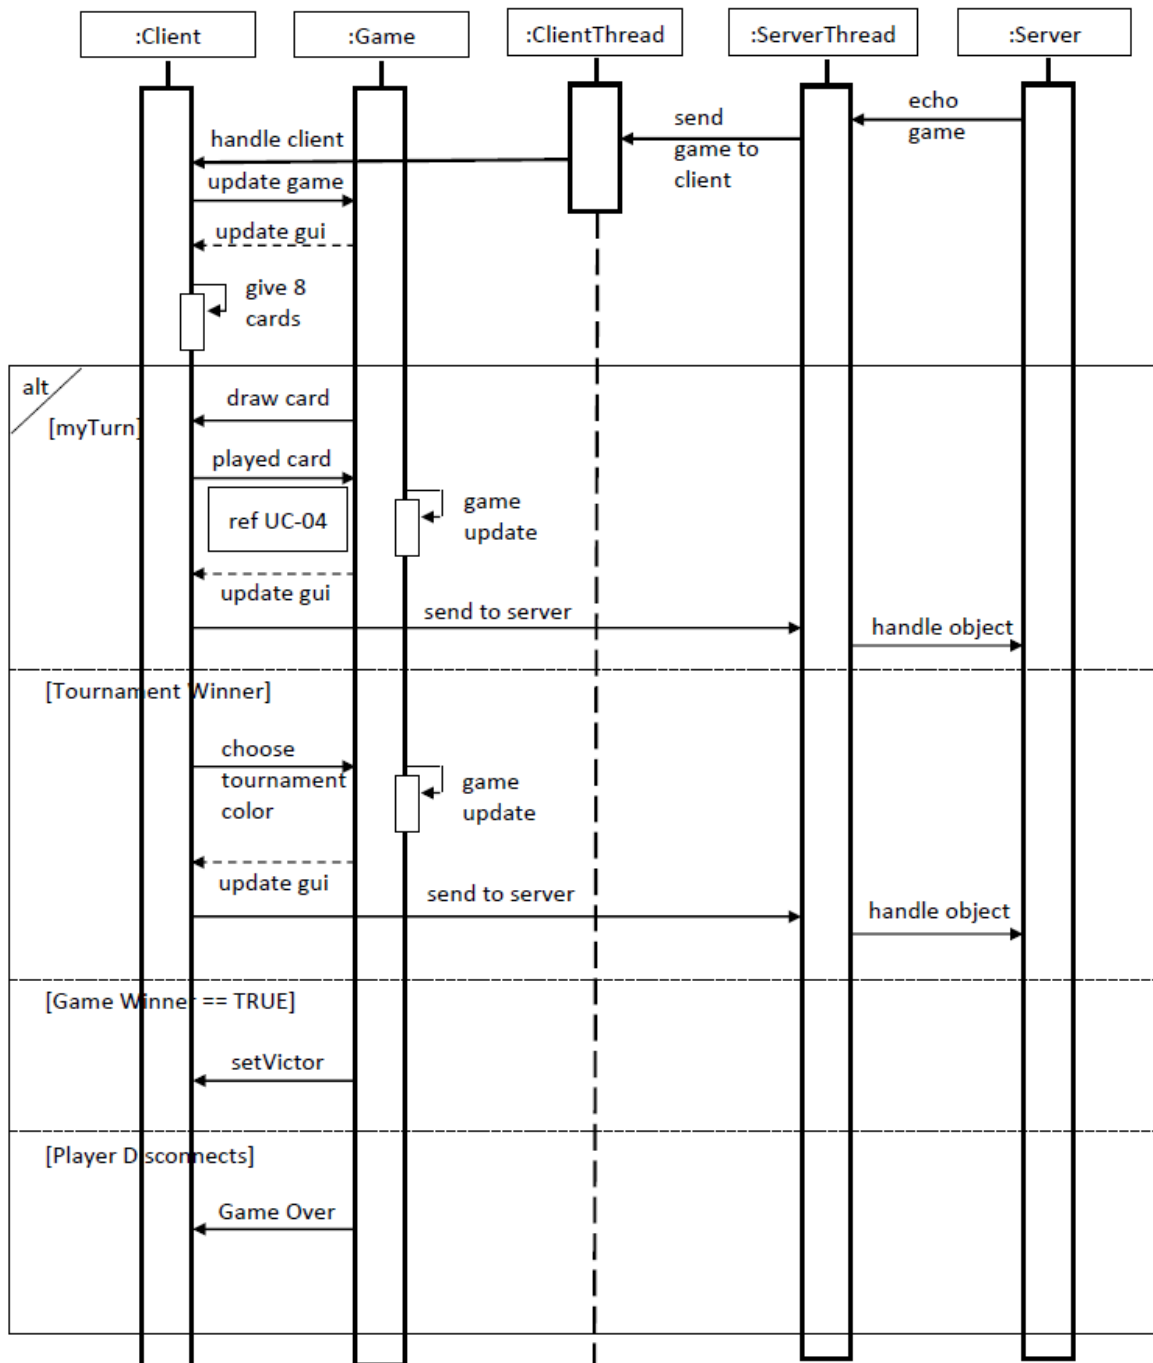 :Client
:Game
:ClientThread
:ServerThread
:Server
echo
game
send
game to
client
handle client
update game
update gui
give 8
cards
alt
[myTurn]
draw card
played card
ref UC-04
game
update
update gui
send to server
handle object
[Tournament Winner]
choose
tournament
color
game
update
update gui
send to server
handle object
[Game Winner == TRUE]
setVictor
[Player Disconnects]
Game Over